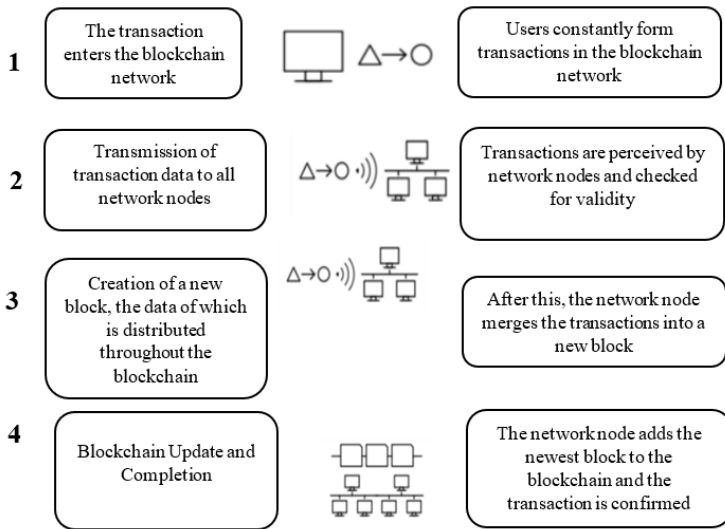 1
The transaction
enters the blockchain
network
Users constantly form
transactions in the blockchain
network
2
Transmission of
transaction data to all
network nodes
Transactions are perceived by
network nodes and checked
for validity
3
Creation of a new
block, the data of which
is distributed
throughout the
blockchain
After this, the network node
merges the transactions into a
new block
4
Blockchain Update and
Completion
The network node adds the
newest block to the
blockchain and the
transaction is confirmed